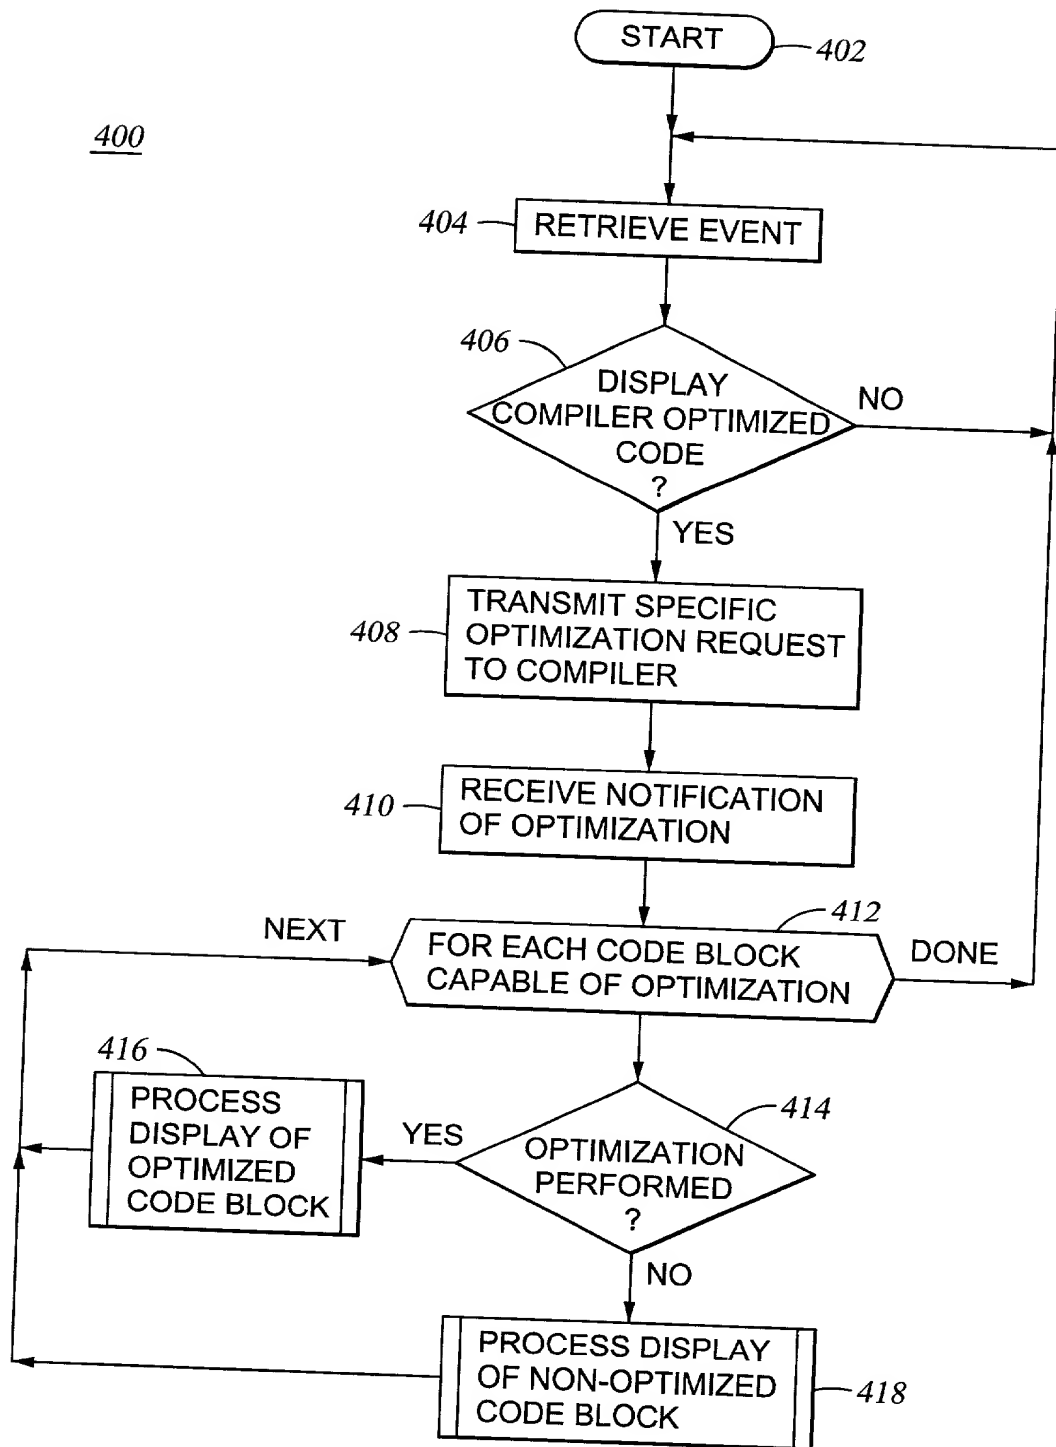 START
402
400
404
RETRIEVE EVENT
406
DISPLAY
COMPILER OPTIMIZED
CODE
?
NO
YES
408
TRANSMIT SPECIFIC
OPTIMIZATION REQUEST
TO COMPILER
410
RECEIVE NOTIFICATION
OF OPTIMIZATION
412
NEXT
FOR EACH CODE BLOCK
CAPABLE OF OPTIMIZATION
DONE
416
PROCESS
DISPLAY OF
OPTIMIZED
CODE BLOCK
YES
414
OPTIMIZATION
PERFORMED
?
NO
PROCESS DISPLAY
OF NON-OPTIMIZED
CODE BLOCK
418